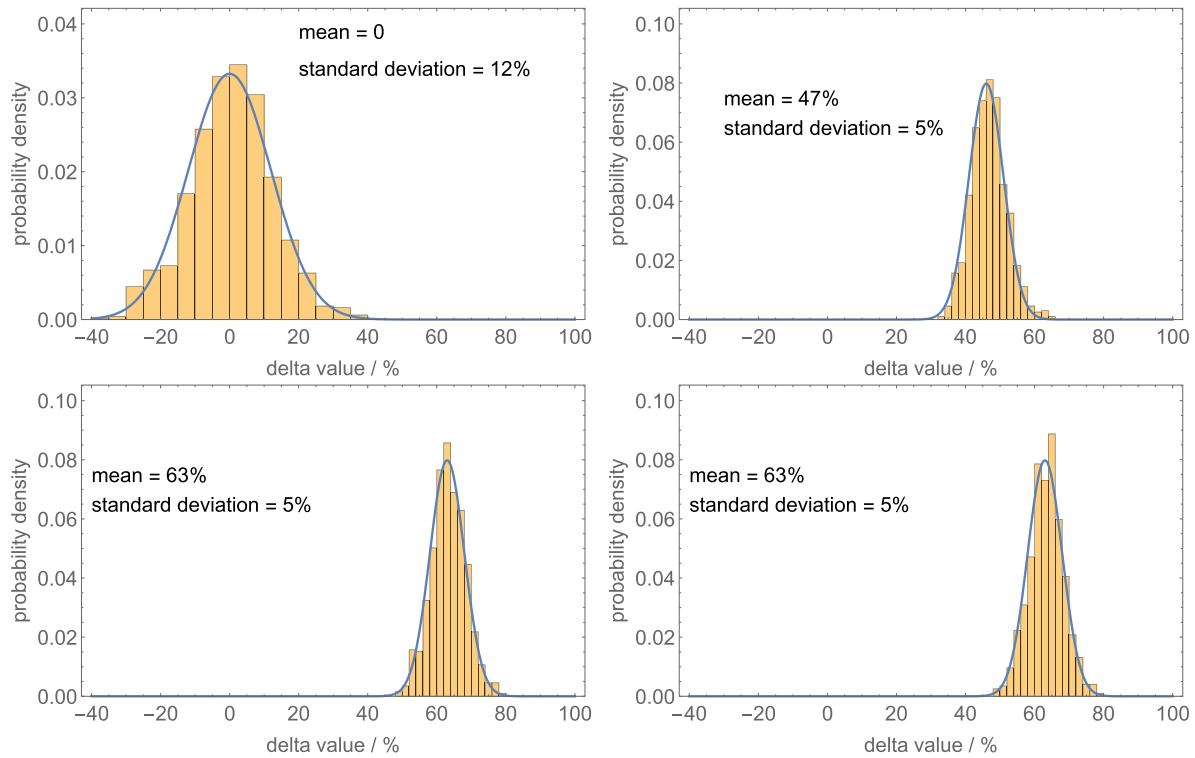 0.04
0.03
0.02
0.01
0.00
probability density
mean = 0
standard deviation = 12%
−40 −20 0 20 40 60 80 100
delta value / %
0.10
0.08
0.06
0.04
0.02
0.00
probability density
mean = 47%
standard deviation = 5%
−40 −20 0 20 40 60 80 100
delta value / %
0.10
0.08
0.06
0.04
0.02
0.00
probability density
mean = 63%
standard deviation = 5%
−40 −20 0 20 40 60 80 100
delta value / %
0.10
0.08
0.06
0.04
0.02
0.00
probability density
mean = 63%
standard deviation = 5%
−40 −20 0 20 40 60 80 100
delta value / %